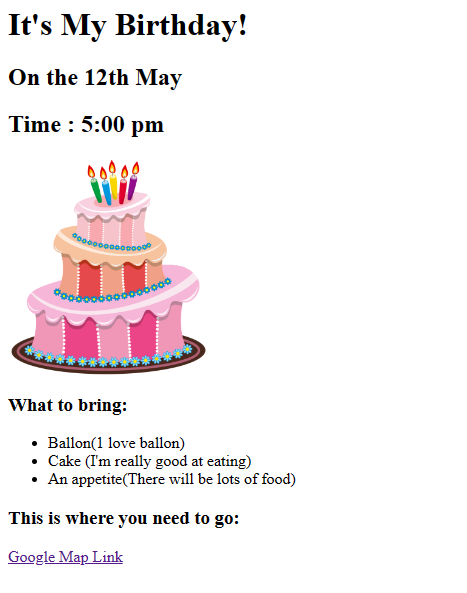 It's My Birthday!
On the 12th May
Time : 5:00 pm
What to bring:
Ballon(1 love ballon)
Cake (I'm really good at eating)
An appetite(There will be lots of food)
This is where you need to go:
Google Map Link